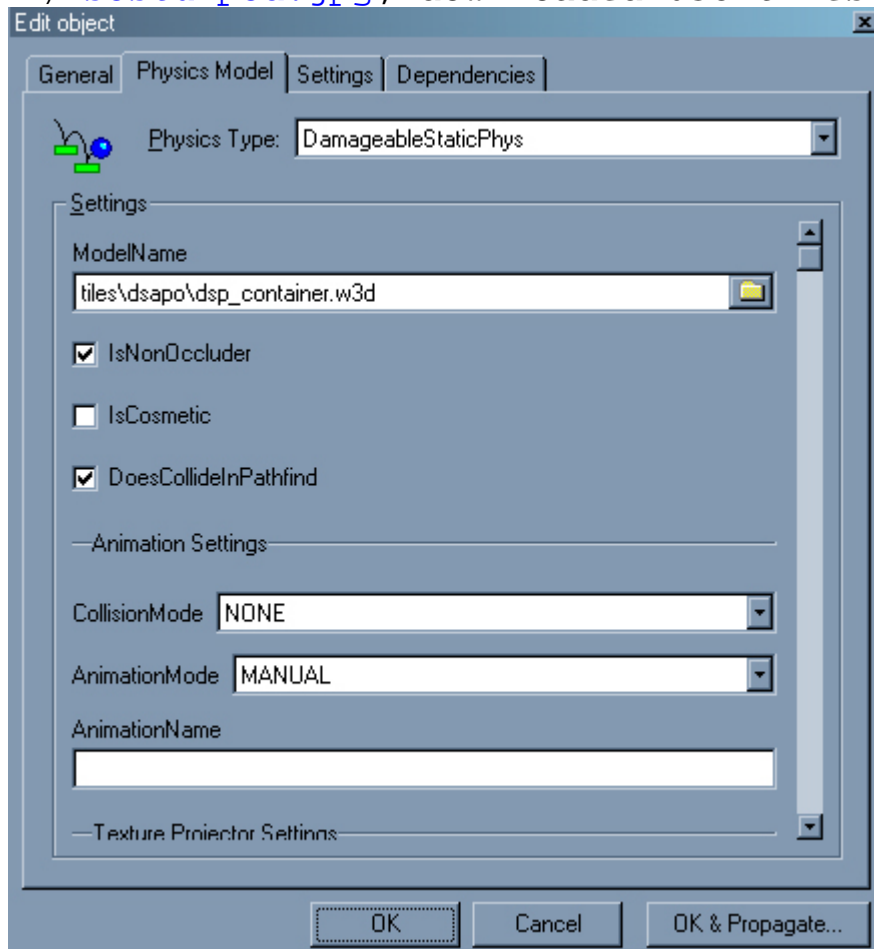 Edit object
General Physics Model Settings Dependencies
Physics Type: DamageableStaticPhys
Settings
ModelName
tiles\dsapo\dsp_container.w3d
IsNonOccluder
IsCosmetic
DoesCollideInPathfind
Animation Settings
CollisionMode NONE
AnimationMode MANUAL
AnimationName
Texture Projector Settings
OK Cancel OK & Propagate...